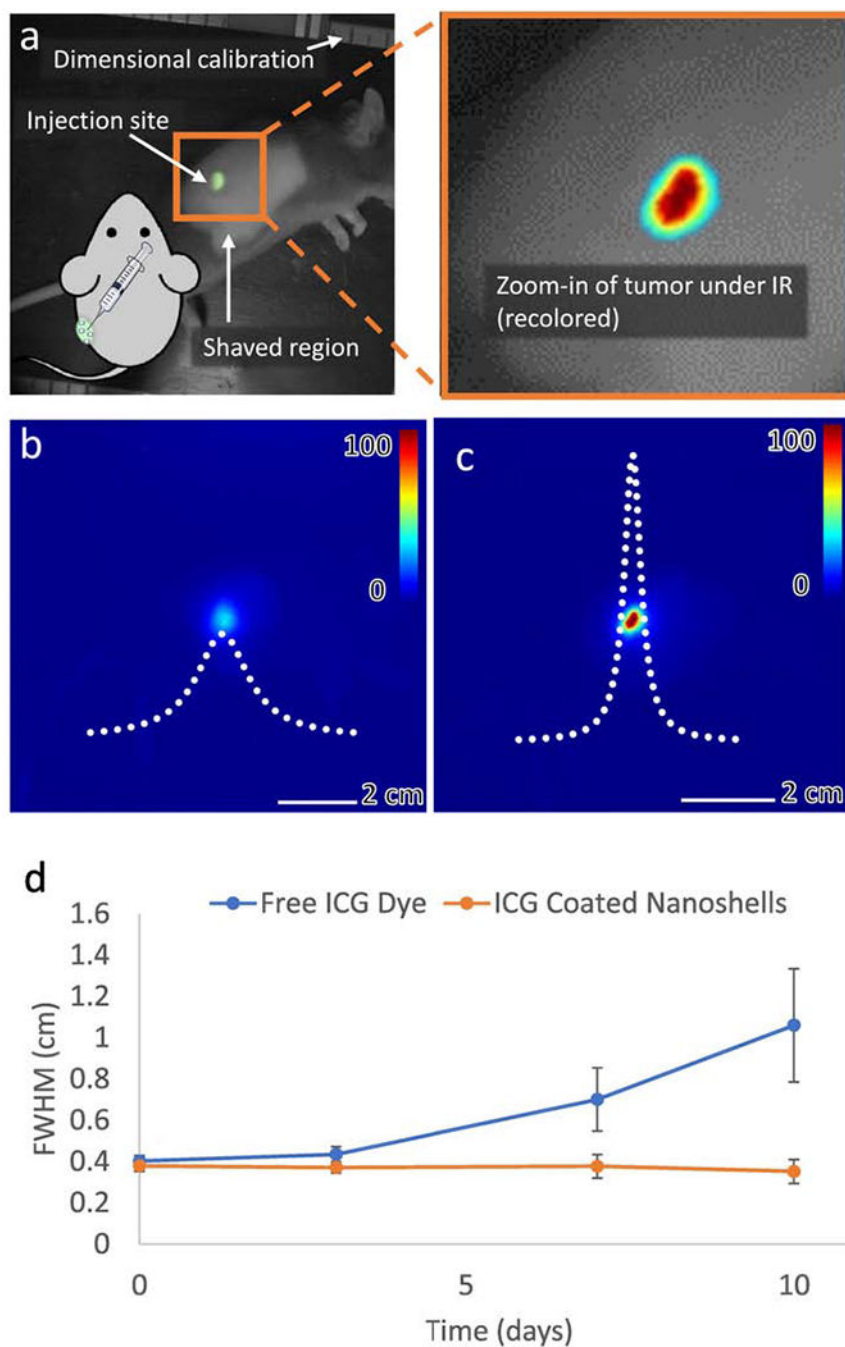 a
Dimensional calibration
Injection site
Shaved region
Zoom-in of tumor under IR
(recolored)
b
100
0
2 cm
c
100
0
2 cm
d
Free ICG Dye
ICG Coated Nanoshells
1.6
1.4
1.2
1
0.8
0.6
0.4
0.2
0
FWHM (cm)
0
5
10
Time (days)